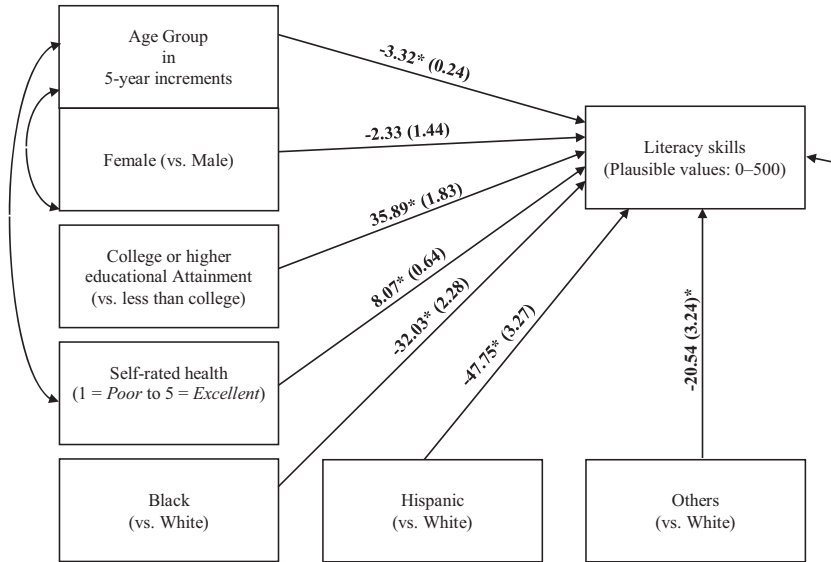 Age Group
in
5-year increments
-3.32* (0.24)
Female (vs. Male)
-2.33 (1.44)
Literacy skills
(Plausible values: 0–500)
College or higher
educational Attainment
(vs. less than college)
35.89* (1.83)
Self-rated health
(1 = Poor to 5 = Excellent)
8.07* (0.64)
-32.03* (2.28)
-47.75* (3.27)
-20.54 (3.24)*
Black
(vs. White)
Hispanic
(vs. White)
Others
(vs. White)